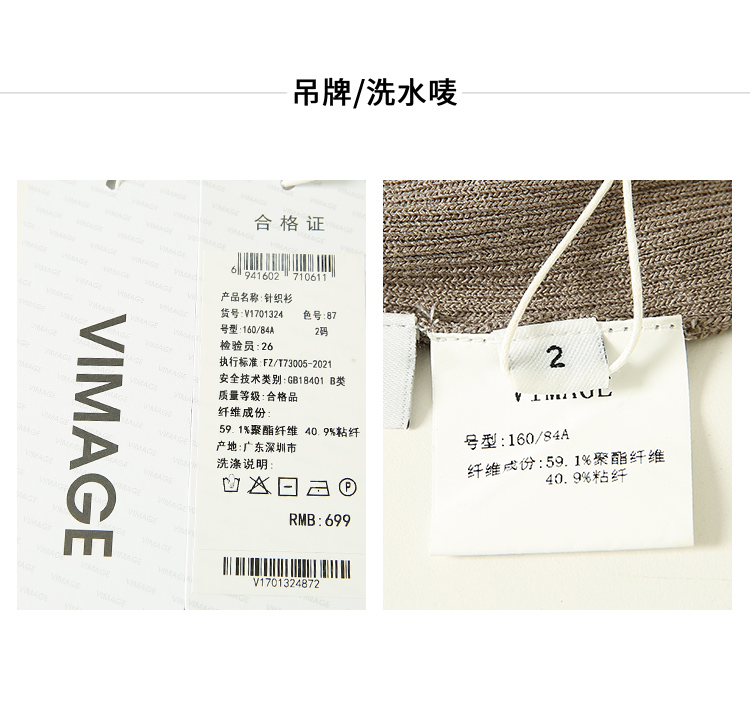 吊牌/洗水唛
VIMAGE
合格证
6 941602 710611
产品名称:针织衫
货号:V1701324 色号:87
号型:160/84A 2码
检验员:26
执行标准:FZ/T73005-2021
安全技术类别:GB18401 B类
质量等级:合格品
纤维成份:
59.1%聚酯纤维 40.9%粘纤
产地:广东深圳市
洗涤说明:
P
RMB:699
V1701324872
2
VIMAGE
号型:160/84A
纤维成份:59.1%聚酯纤维
40.9%粘纤